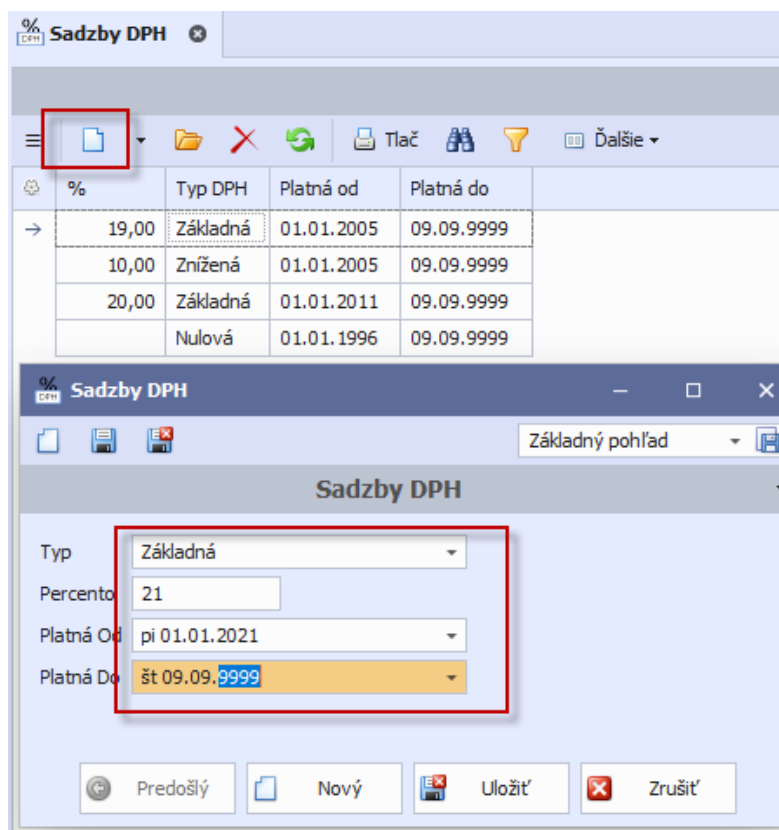 Sadzby DPH
Tlač Ďalšie
% Typ DPH Platná od Platná do
19,00 Základná 01.01.2005 09.09.9999
10,00 Znížená 01.01.2005 09.09.9999
20,00 Základná 01.01.2011 09.09.9999
Nulová 01.01.1996 09.09.9999
Sadzby DPH
Základný pohľad
Sadzby DPH
Typ Základná
Percento 21
Platná Od pi 01.01.2021
Platná Do št 09.09.9999
Predošlý Nový Uložiť Zrušiť